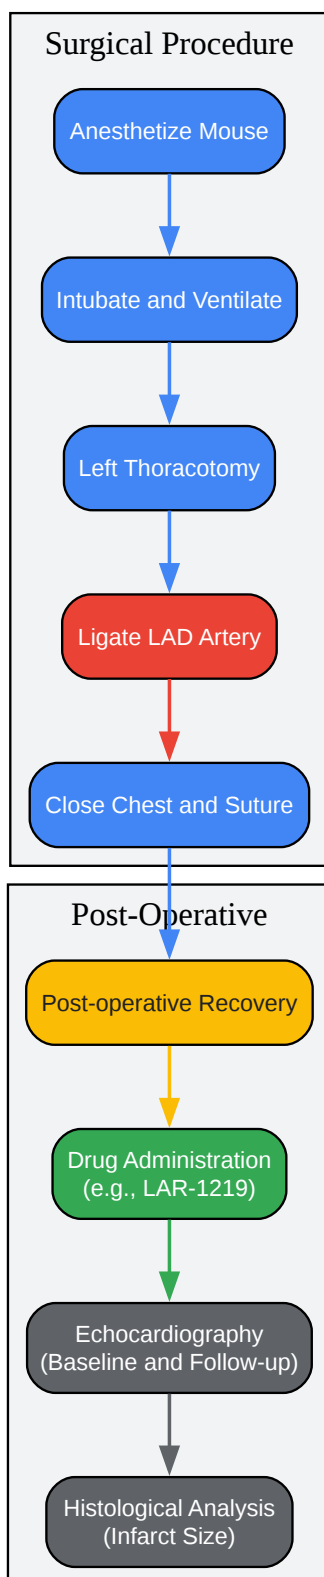 Surgical Procedure
Anesthetize Mouse
Intubate and Ventilate
Left Thoracotomy
Ligate LAD Artery
Close Chest and Suture
Post-Operative
Post-operative Recovery
Drug Administration
(e.g., LAR-1219)
Echocardiography
(Baseline and Follow-up)
Histological Analysis
(Infarct Size)